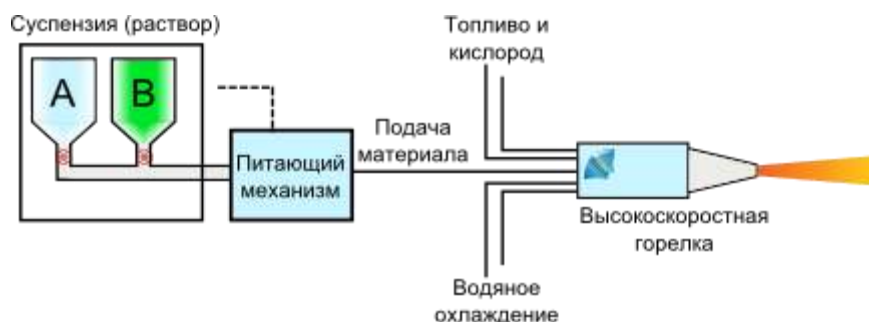 Суспензия (раствор)
A
B
Питающий
механизм
Подача
материала
Топливо и
кислород
Высокоскоростная
горелка
Водяное
охлаждение